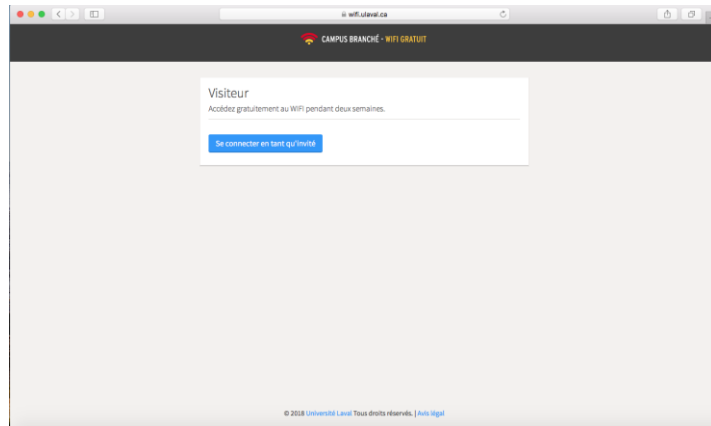 wifi.ulaval.ca
CAMPUS BRANCHÉ - WIFI GRATUIT
Visiteur
Accédez gratuitement au WIFI pendant deux semaines.
Se connecter en tant qu'invité
© 2018 Université Laval Tous droits réservés. | Avis légal